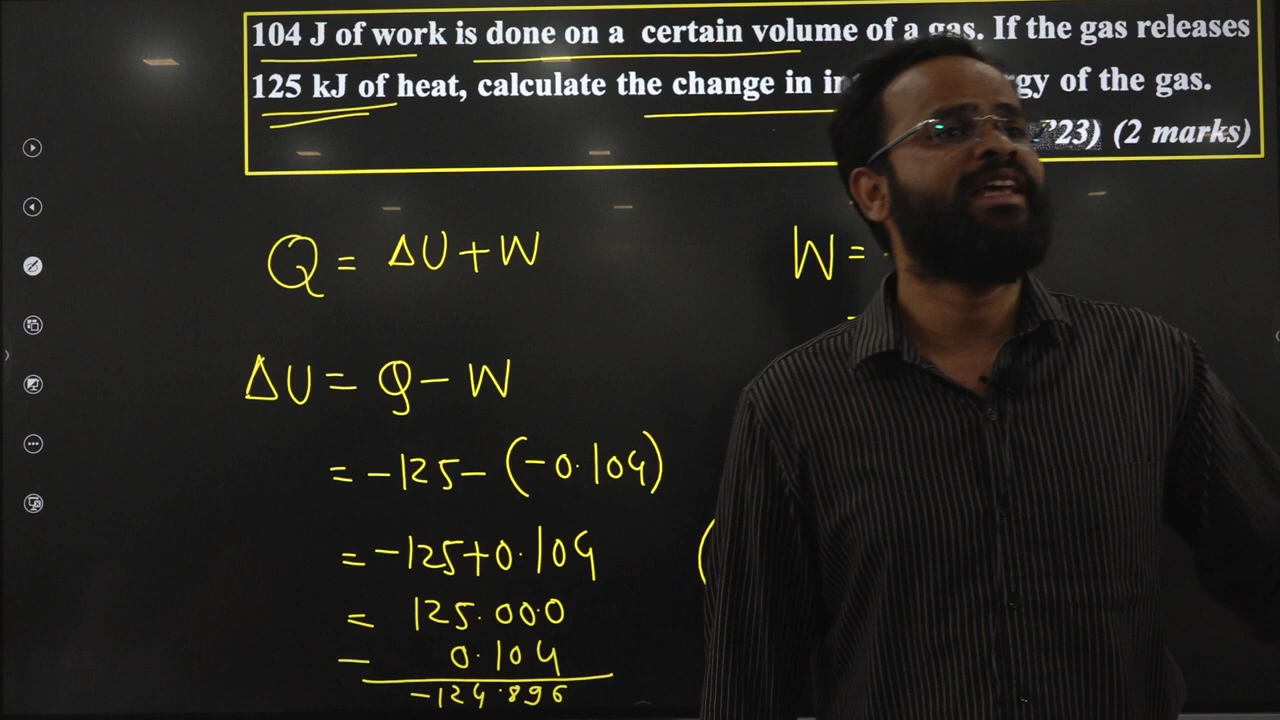 104 J of work is done on a certain volume of a gas. If the gas releases
125 kJ of heat, calculate the change in of the gas.
23) (2 marks)
Q = ΔU + W
W =
ΔU = Q - W
= -125 - (-0.104)
= -125+0.104
= 125.000
- 0.104
-124.896